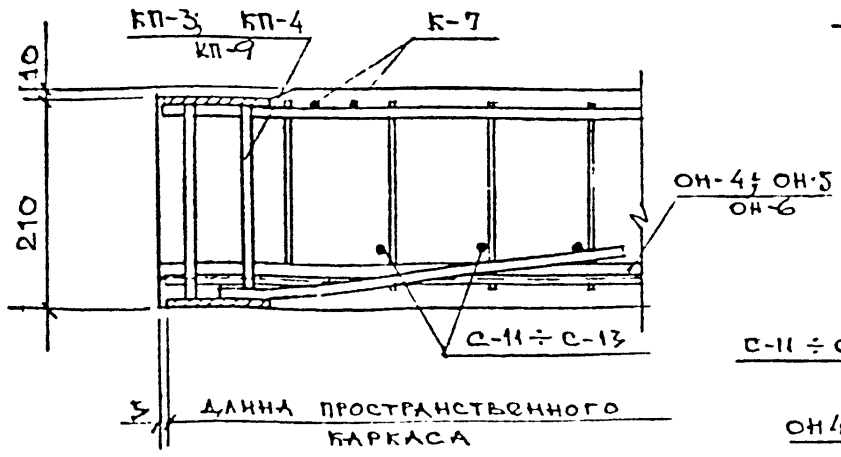 КП-3; КП-4
КП-9
К-7
10
210
ОН-4÷ОН-5
ОН-6
С-11÷С-13
С-11÷С
5
ДЛИНА ПРОСТРАНСТВЕННОГО
КАРКАСА
ОН4